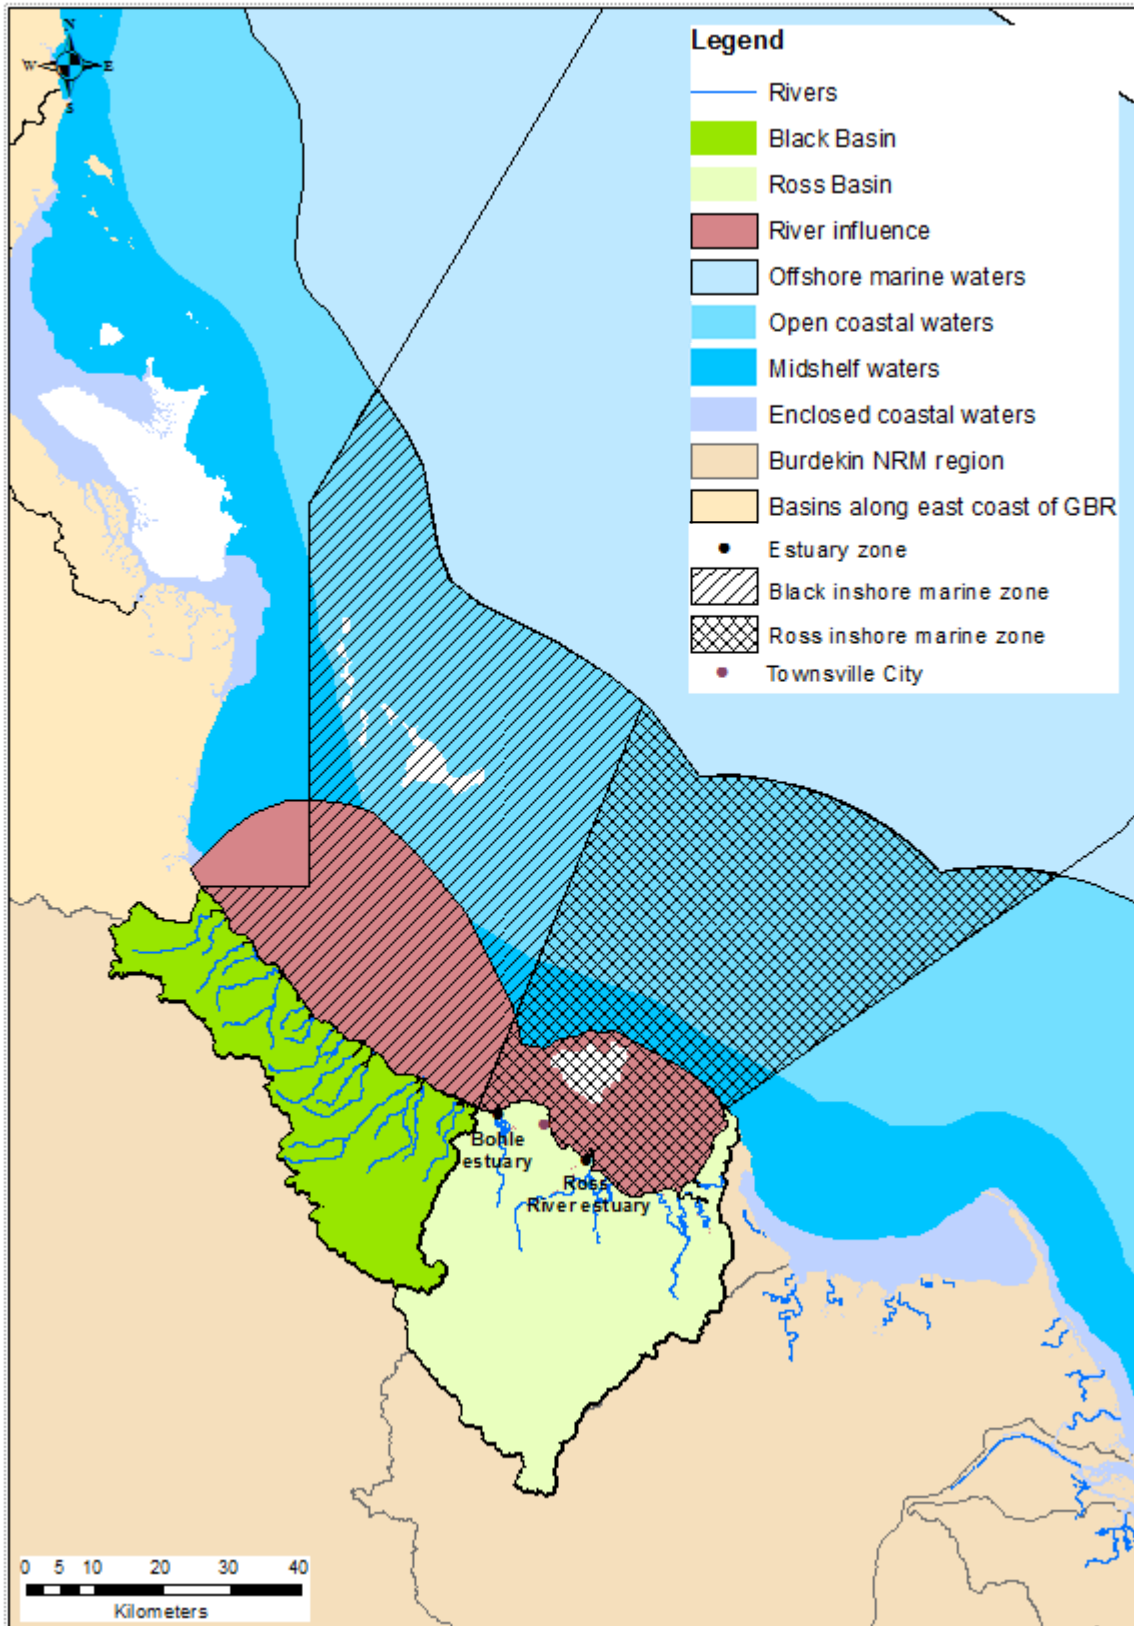 N
W E
S
Legend
Rivers
Black Basin
Ross Basin
River influence
Offshore marine waters
Open coastal waters
Midshelf waters
Enclosed coastal waters
Burdekin NRM region
Basins along east coast of GBR
Estuary zone
Black inshore marine zone
Ross inshore marine zone
Townsville City
Bohle
estuary
Ross
River estuary
0 5 10 20 30 40
Kilometers